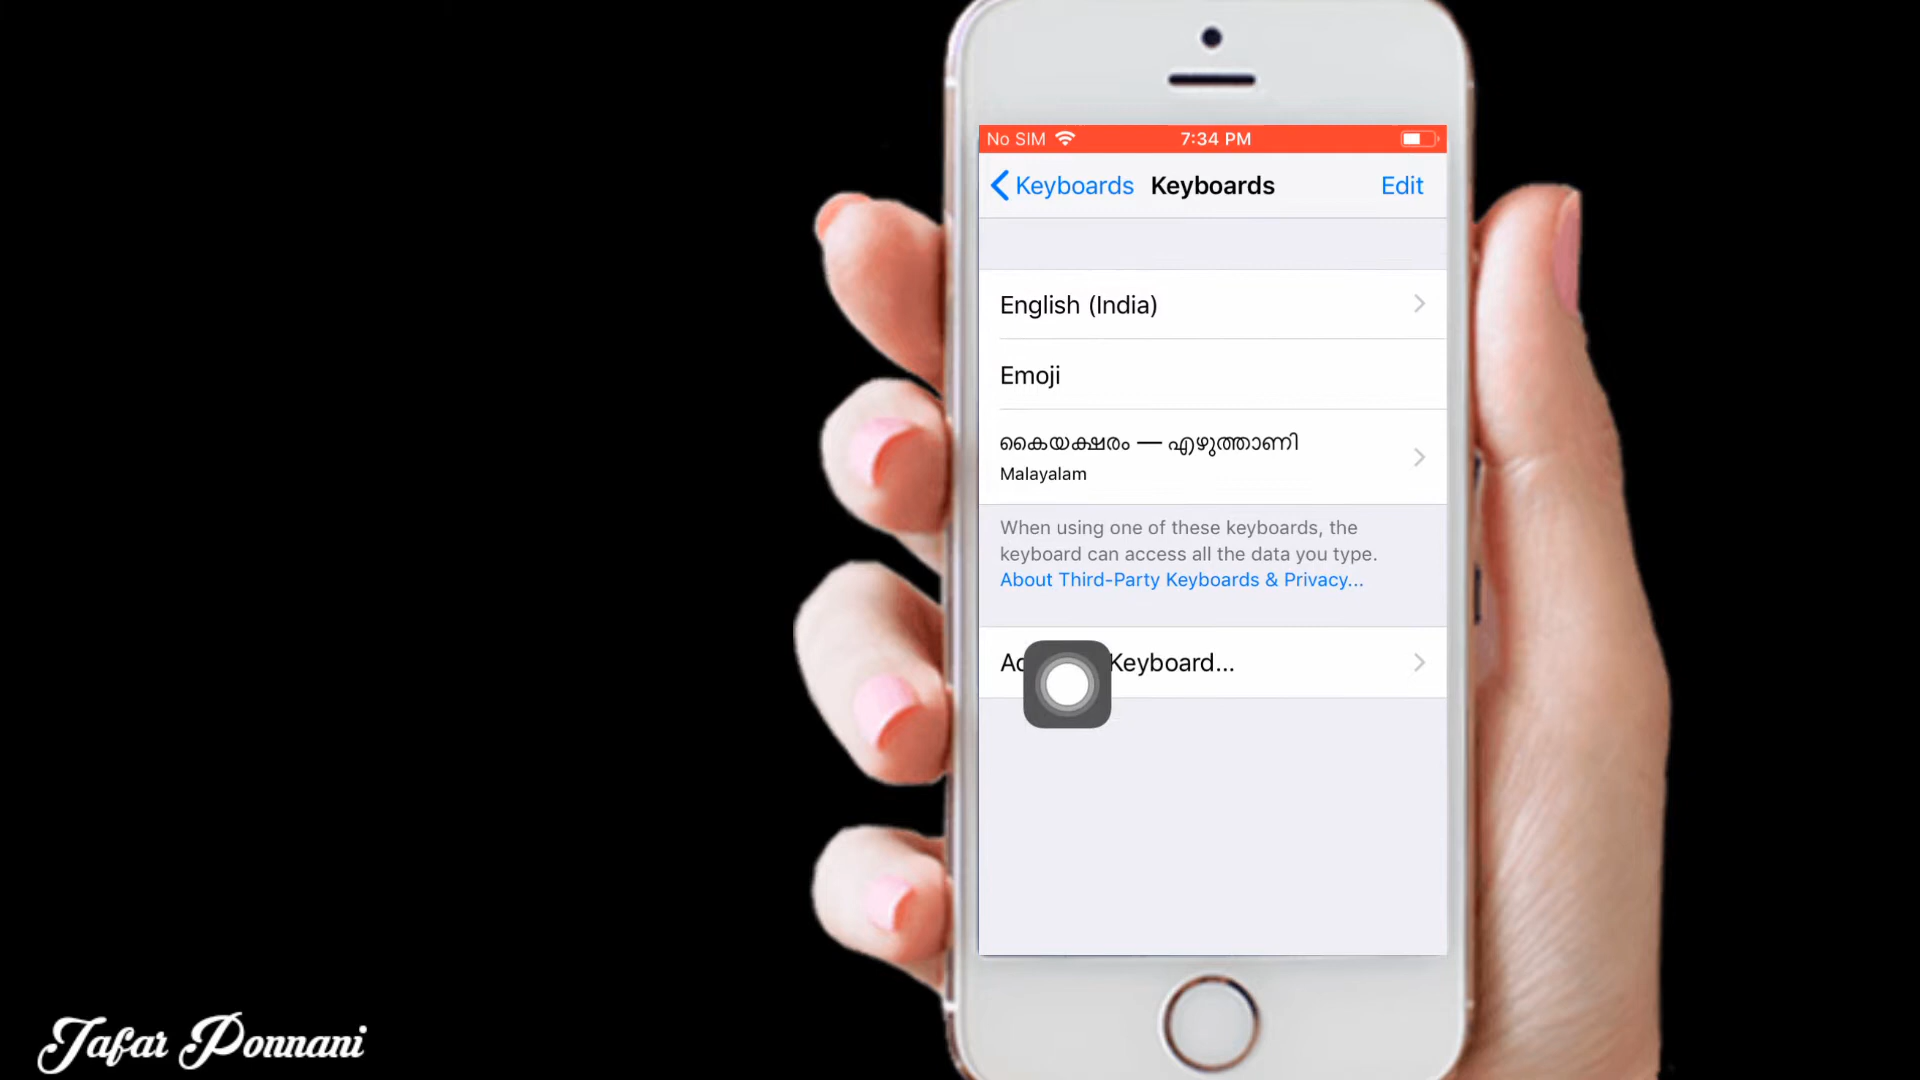 No SIM 7:34 PM
Keyboards Keyboards Edit
English (India)
Emoji
കൈയക്ഷരം — എഴുത്താണി
Malayalam
When using one of these keyboards, the
keyboard can access all the data you type.
About Third-Party Keyboards & Privacy...
Keyboard...
Jafar Ponnani